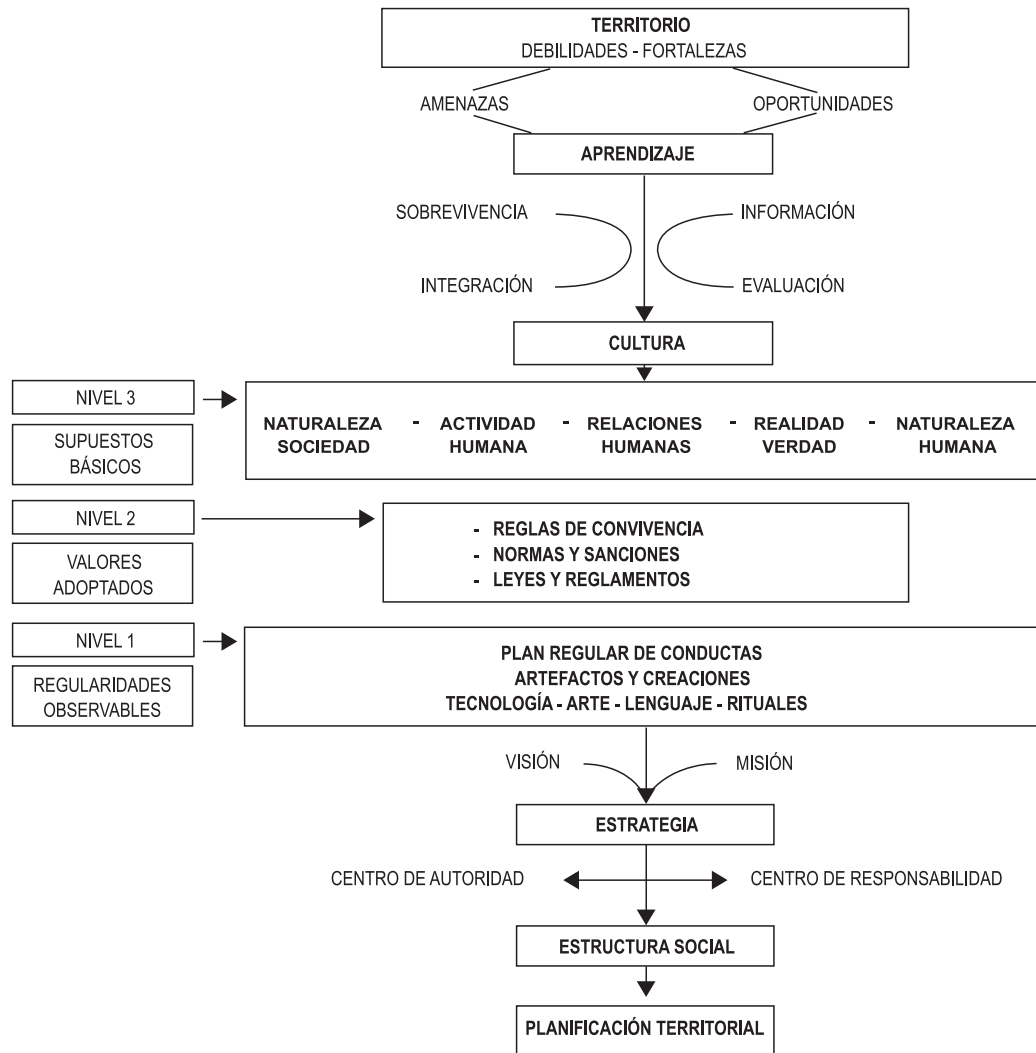 TERRITORIO
DEBILIDADES - FORTALEZAS
AMENAZAS
OPORTUNIDADES
APRENDIZAJE
SOBREVIVENCIA
INFORMACIÓN
INTEGRACIÓN
EVALUACIÓN
CULTURA
NIVEL 3
SUPUESTOS
BÁSICOS
NATURALEZA - ACTIVIDAD - RELACIONES - REALIDAD - NATURALEZA
SOCIEDAD HUMANA HUMANAS VERDAD HUMANA
NIVEL 2
VALORES
ADOPTADOS
- REGLAS DE CONVIVENCIA
- NORMAS Y SANCIONES
- LEYES Y REGLAMENTOS
NIVEL 1
REGULARIDADES
OBSERVABLES
PLAN REGULAR DE CONDUCTAS
ARTEFACTOS Y CREACIONES
TECNOLOGÍA - ARTE - LENGUAJE - RITUALES
VISIÓN
MISIÓN
ESTRATEGIA
CENTRO DE AUTORIDAD
CENTRO DE RESPONSABILIDAD
ESTRUCTURA SOCIAL
PLANIFICACIÓN TERRITORIAL